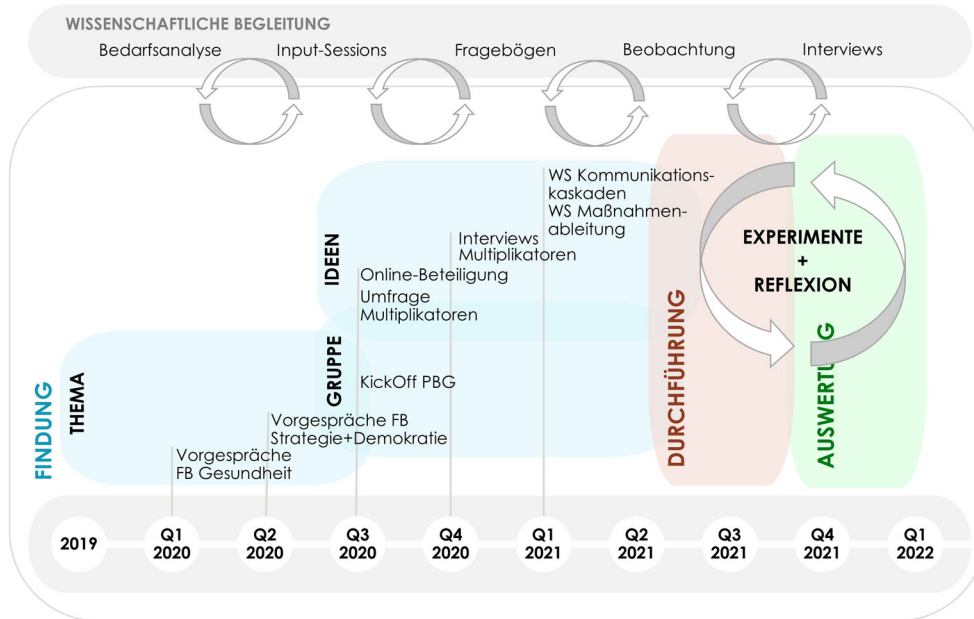 WISSENSCHAFTLICHE BEGLEITUNG
Bedarfsanalyse
Input-Sessions
Fragebögen
Beobachtung
Interviews
FINDUNG
THEMA
GRUPPE
IDEEN
Vorgespräche
FB Gesundheit
Vorgespräche FB
Strategie+Demokratie
KickOff PBG
Online-Beteiligung
Umfrage
Multiplikatoren
Interviews
Multiplikatoren
WS Kommunikations-
kaskaden
WS Maßnahmen-
ableitung
DURCHFÜHRUNG
AUSWERTUNG
EXPERIMENTE
+
REFLEXION
2019
Q1
2020
Q2
2020
Q3
2020
Q4
2020
Q1
2021
Q2
2021
Q3
2021
Q4
2021
Q1
2022